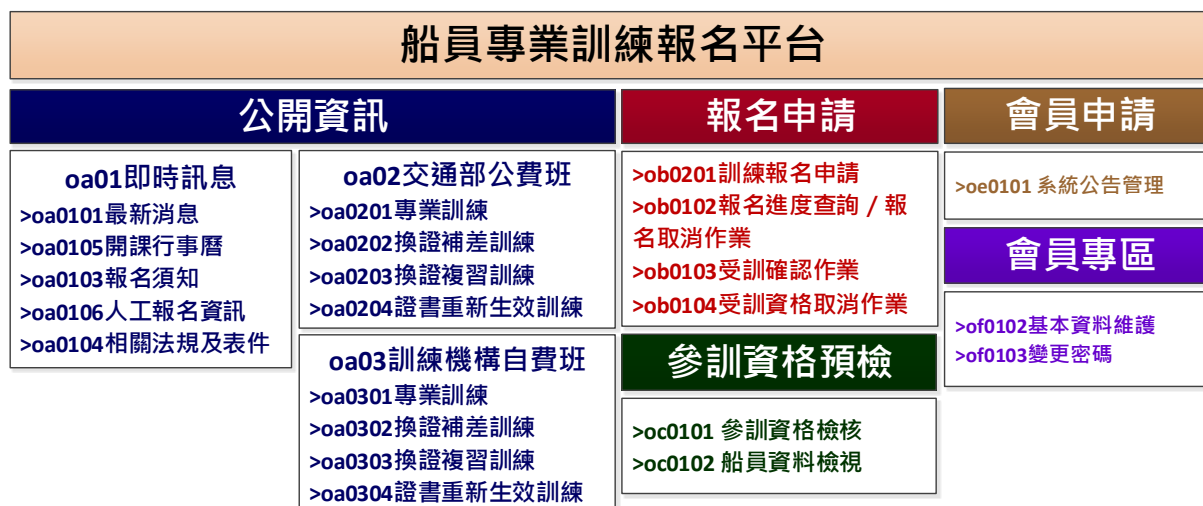 船員專業訓練報名平台
公開資訊
oa01即時訊息
>oa0101最新消息
>oa0105開課行事曆
>oa0103報名須知
>oa0106人工報名資訊
>oa0104相關法規及表件
oa02交通部公費班
>oa0201專業訓練
>oa0202換證補差訓練
>oa0203換證複習訓練
>oa0204證書重新生效訓練
oa03訓練機構自費班
>oa0301專業訓練
>oa0302換證補差訓練
>oa0303換證複習訓練
>oa0304證書重新生效訓練
報名申請
>ob0201訓練報名申請
>ob0102報名進度查詢 / 報
名取消作業
>ob0103受訓確認作業
>ob0104受訓資格取消作業
參訓資格預檢
>oc0101 參訓資格檢核
>oc0102 船員資料檢視
會員申請
>oe0101 系統公告管理
會員專區
>of0102基本資料維護
>of0103變更密碼